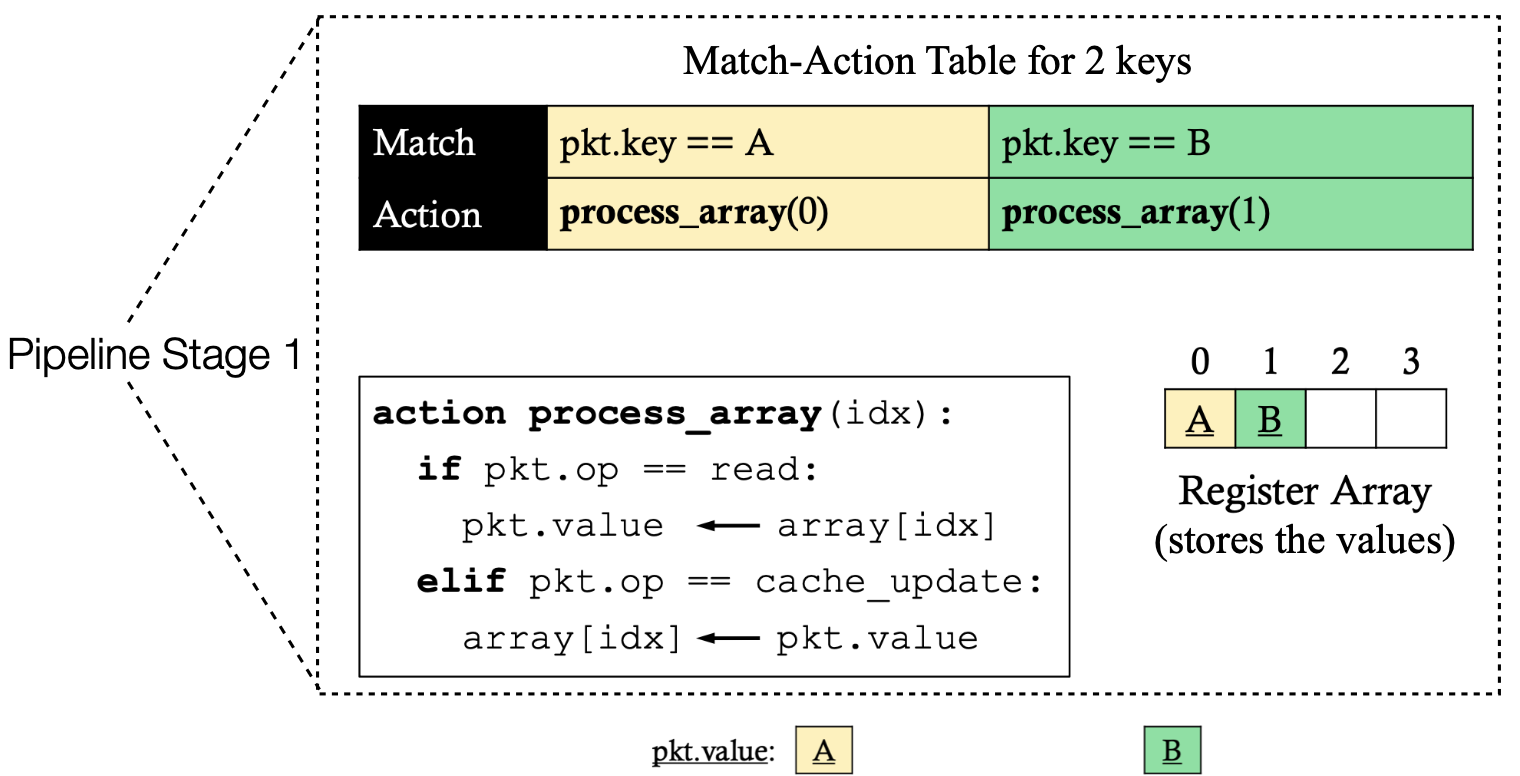 Match-Action Table for 2 keys
Match pkt.key == A pkt.key == B
Action process_array(0) process_array(1)
Pipeline Stage 1
action process_array(idx):
if pkt.op == read:
pkt.value ← array[idx]
elif pkt.op == cache_update:
array[idx] ← pkt.value
0 1 2 3
A B
Register Array
(stores the values)
pkt.value: A B